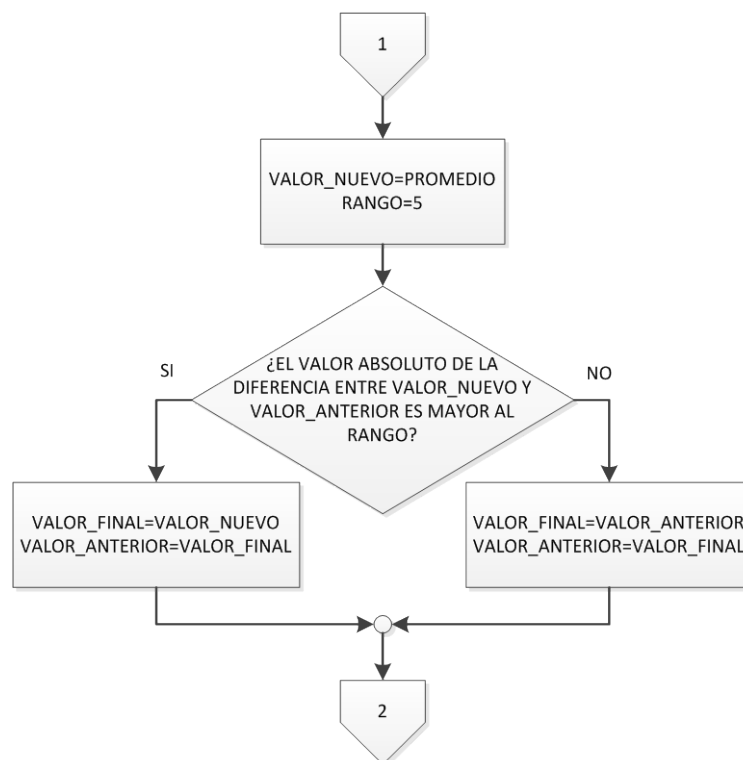 1
VALOR_NUEVO=PROMEDIO
RANGO=5
¿EL VALOR ABSOLUTO DE LA
DIFERENCIA ENTRE VALOR_NUEVO Y
VALOR_ANTERIOR ES MAYOR AL
RANGO?
SI
NO
VALOR_FINAL=VALOR_NUEVO
VALOR_ANTERIOR=VALOR_FINAL
VALOR_FINAL=VALOR_ANTERIOR
VALOR_ANTERIOR=VALOR_FINAL
2